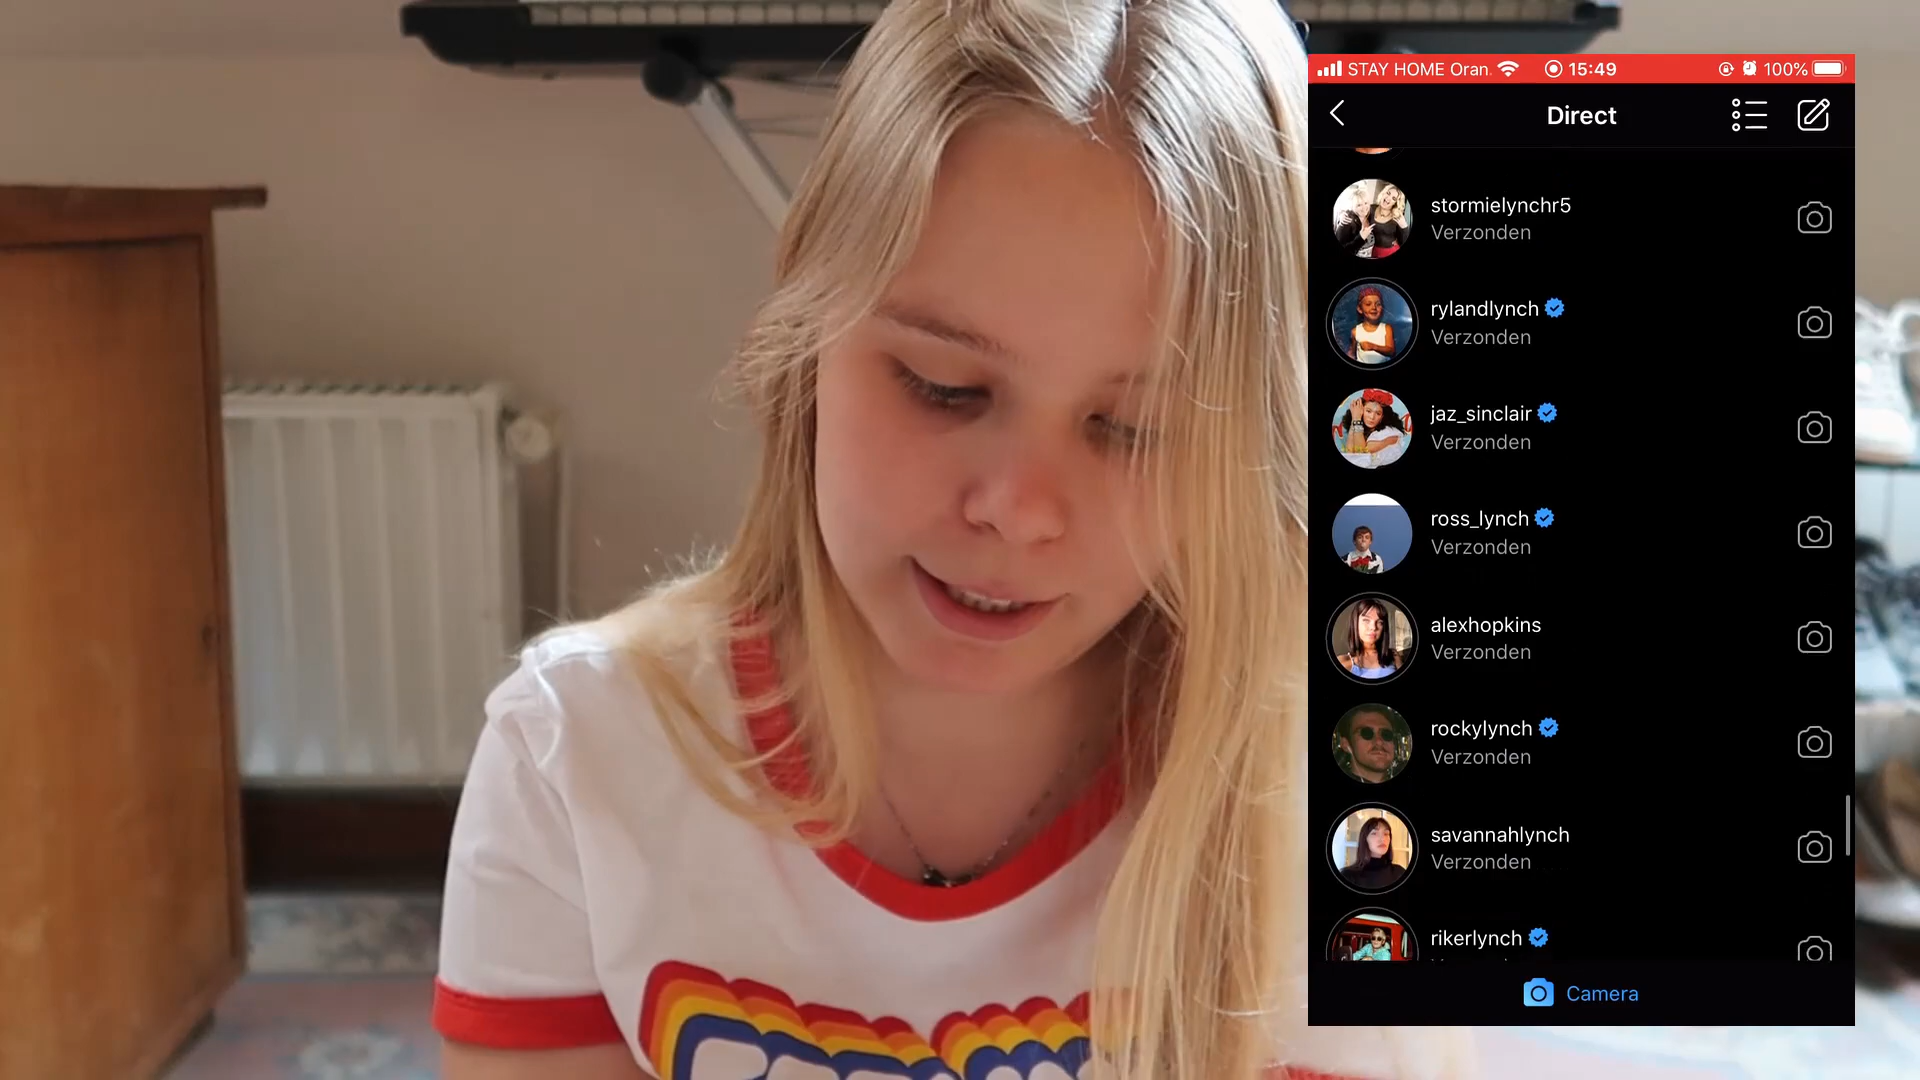 STAY HOME Oran. 15:49 100%
Direct
stormielynchr5
Verzonden
rylandlynch
Verzonden
jaz_sinclair
Verzonden
ross_lynch
Verzonden
alexhopkins
Verzonden
rockylynch
Verzonden
savannahlynch
Verzonden
rikerlynch
Camera